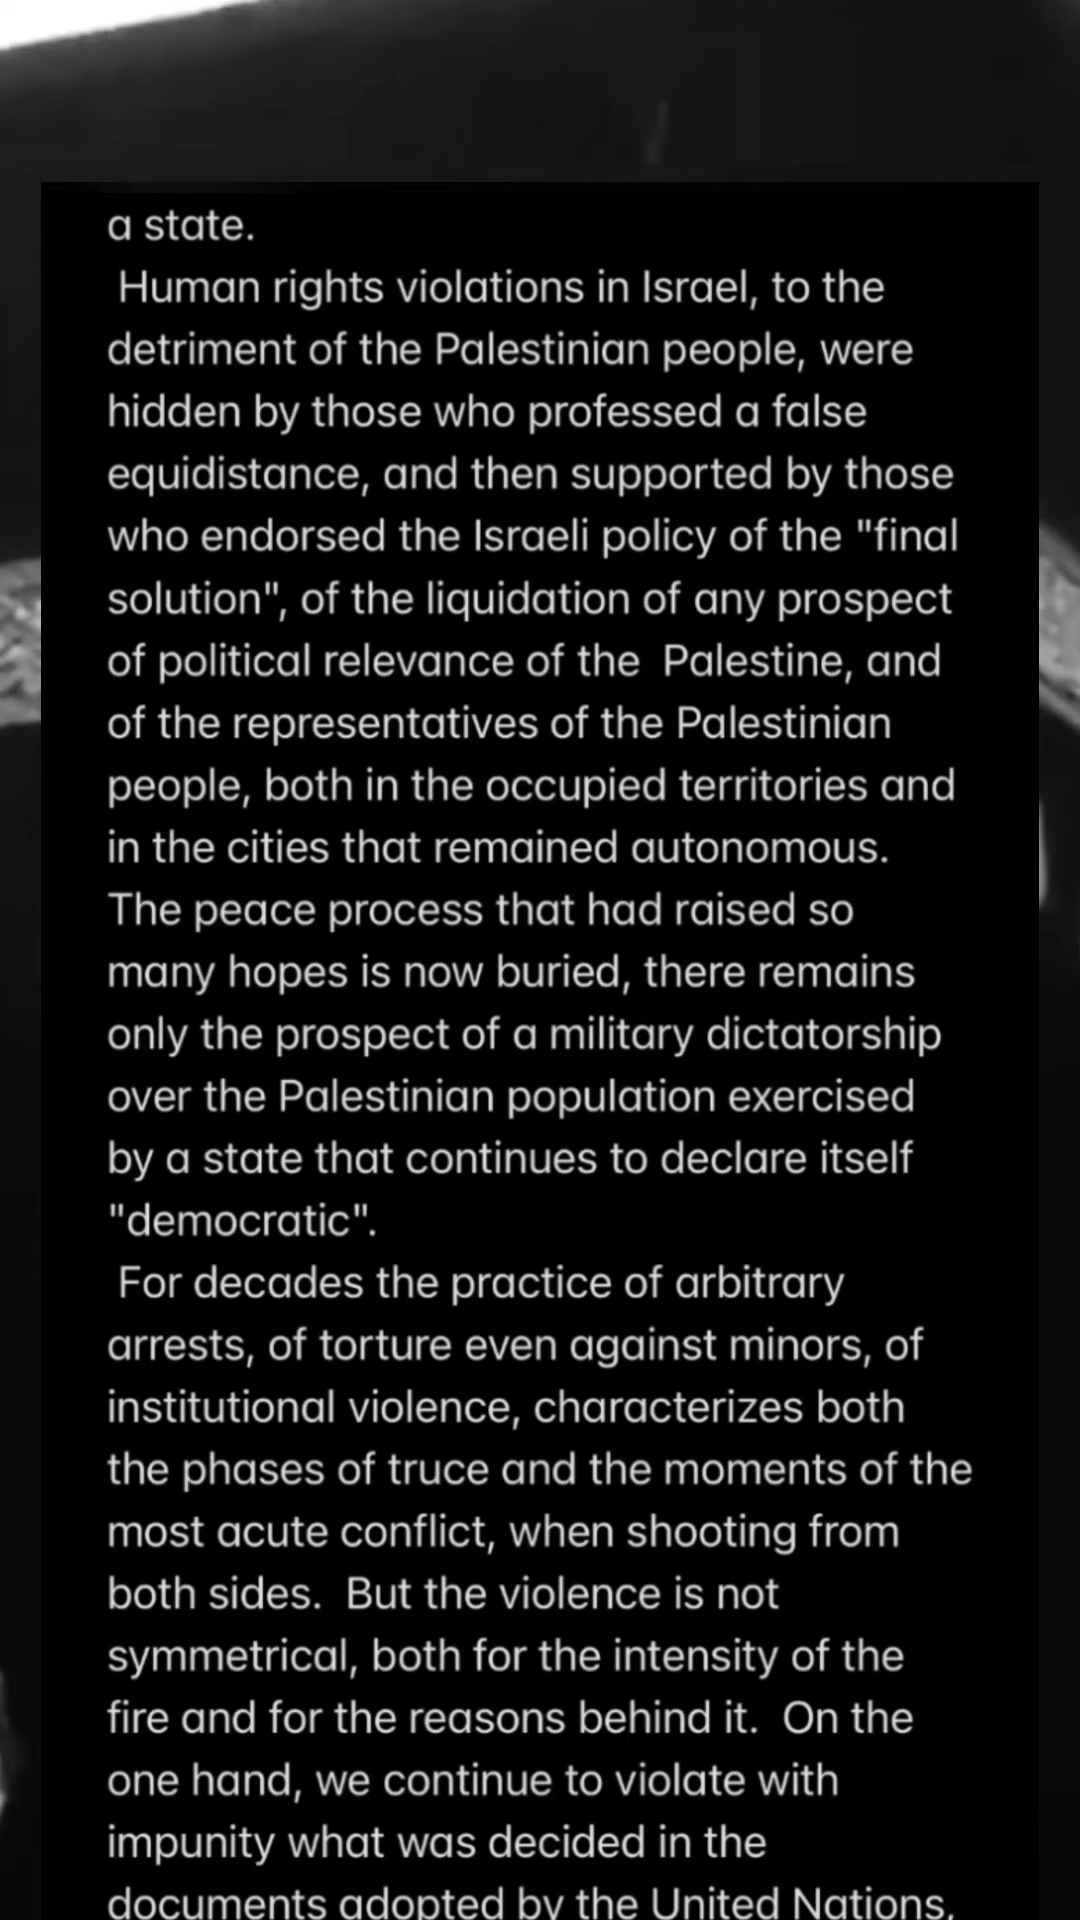 a state.
Human rights violations in Israel, to the
detriment of the Palestinian people, were
hidden by those who professed a false
equidistance, and then supported by those
who endorsed the Israeli policy of the "final
solution", of the liquidation of any prospect
of political relevance of the  Palestine, and
of the representatives of the Palestinian
people, both in the occupied territories and
in the cities that remained autonomous.
The peace process that had raised so
many hopes is now buried, there remains
only the prospect of a military dictatorship
over the Palestinian population exercised
by a state that continues to declare itself
"democratic".
For decades the practice of arbitrary
arrests, of torture even against minors, of
institutional violence, characterizes both
the phases of truce and the moments of the
most acute conflict, when shooting from
both sides.  But the violence is not
symmetrical, both for the intensity of the
fire and for the reasons behind it.  On the
one hand, we continue to violate with
impunity what was decided in the
documents adopted by the United Nations,